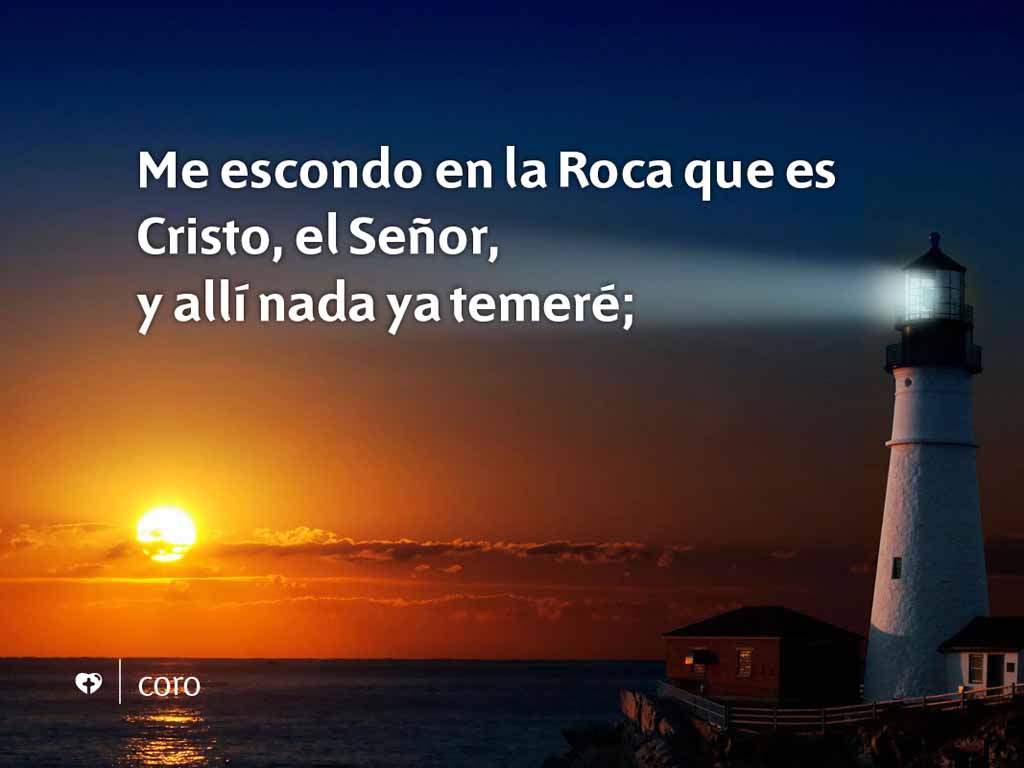 Me escondo en la Roca que es
Cristo, el Señor,
y allí nada ya temeré;
coro